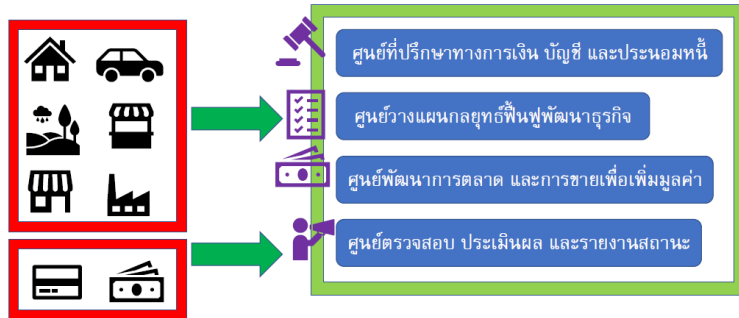 ศูนย์ที่ปรึกษาทางการเงิน บัญชี และประนอมหนี้
ศูนย์วางแผนกลยุทธ์ฟื้นฟูพัฒนาธุรกิจ
ศูนย์พัฒนาการตลาด และการขายเพื่อเพิ่มมูลค่า
ศูนย์ตรวจสอบ ประเมินผล และรายงานสถานะ